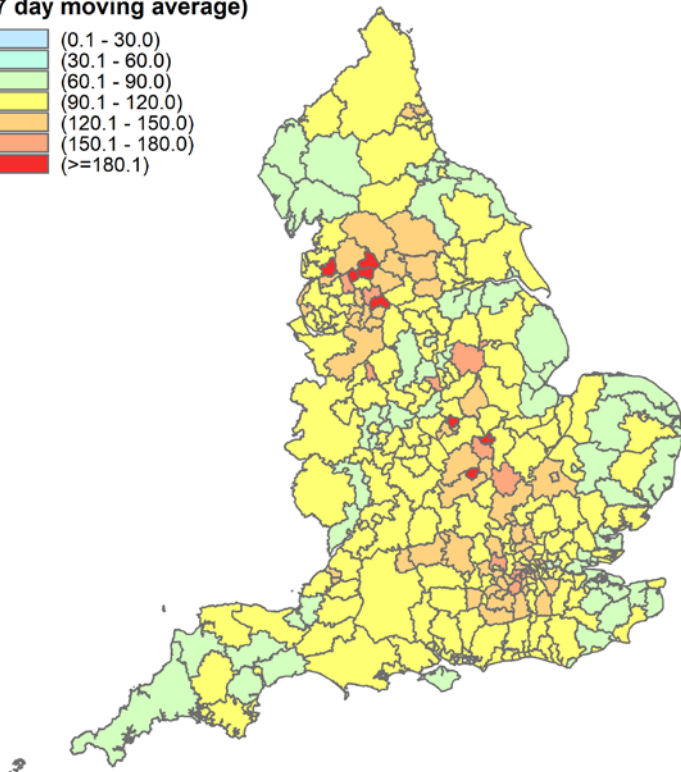 7 day moving average)
(0.1 - 30.0)
(30.1 - 60.0)
(60.1 - 90.0)
(90.1 - 120.0)
(120.1 - 150.0)
(150.1 - 180.0)
(>=180.1)